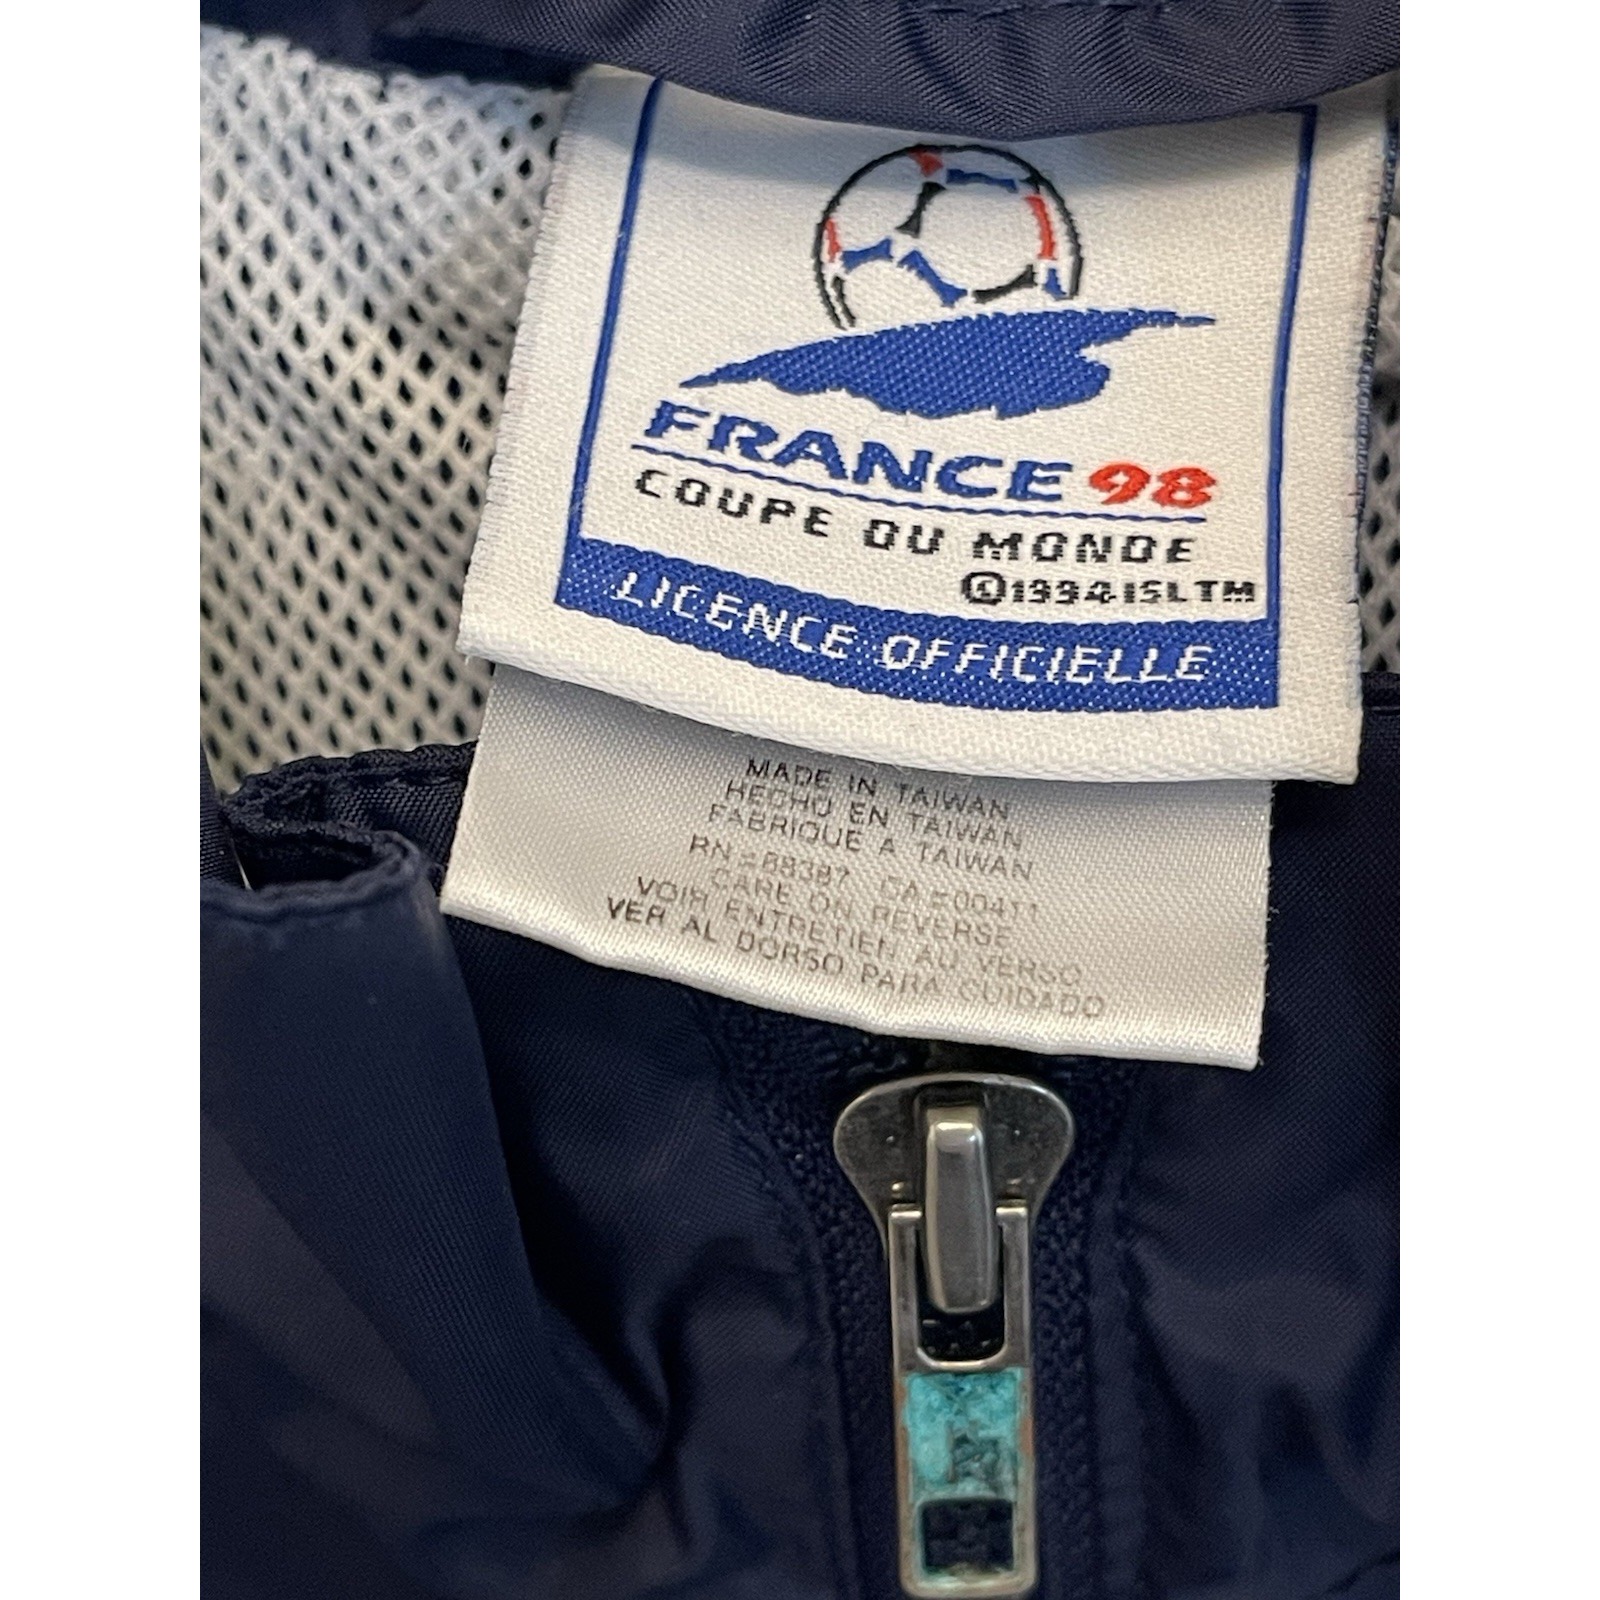 FRANCE 98
COUPE DU MONDE
©1994 ISL TM
LICENCE OFFICIELLE
MADE IN TAIWAN
HECHO EN TAIWAN
FABRIQUE A TAIWAN
RN#88387 CA#00411
CARE ON REVERSE
VOIR ENTRETIEN AU VERSO
VER AL DORSO PARA CUIDADO